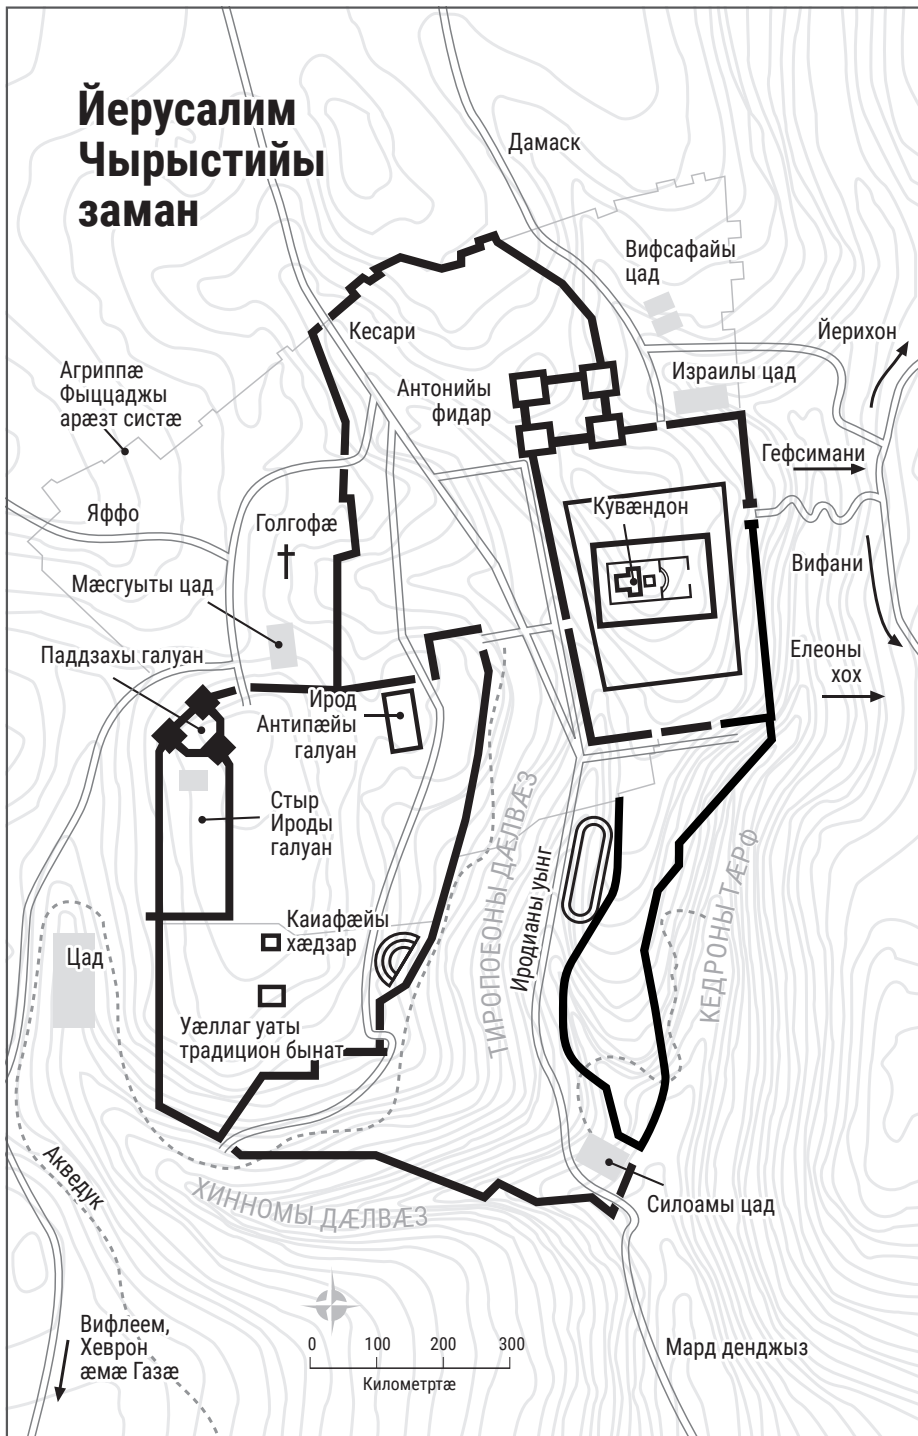 Йерусалим
Чырыстийы
заман
Дамаск
Вифсафайы
цад
Йерихон
Кесари
Агриппæ
Фыццаджы
арæзт систæ
Антонийы
фидар
Израилы цад
Гефсимани
Яффо
Голгофæ
Кувæндон
Мæсгуыты цад
Вифани
Паддзахы галуан
Елеоны
хох
Ирод
Антипæйы
галуан
Стыр
Ироды
галуан
ТИРОПОЕОНЫ ДÆЛВÆЗ
Иродианы уынг
КЕДРОНЫ ТÆРФ
Каиафæйы
хæдзар
Цад
Уæллаг уаты
традицион бынат
Акведук
ХИННОМЫ ДÆЛВÆЗ
Силоамы цад
Вифлеем,
Хеврон
æмæ Газæ
0 100 200 300
Километртæ
Мард денджыз